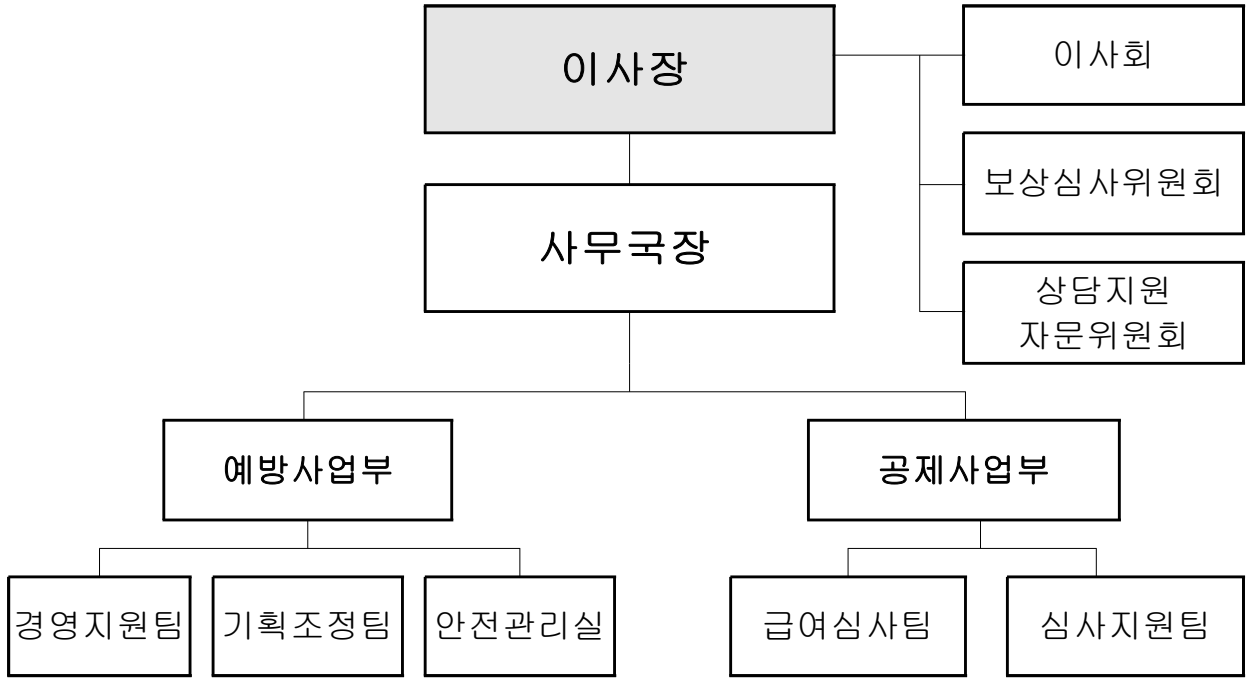 이사장
이사회
보상심사위원회
사무국장
상담지원
자문위원회
예방사업부
공제사업부
경영지원팀
기획조정팀
안전관리실
급여심사팀
심사지원팀